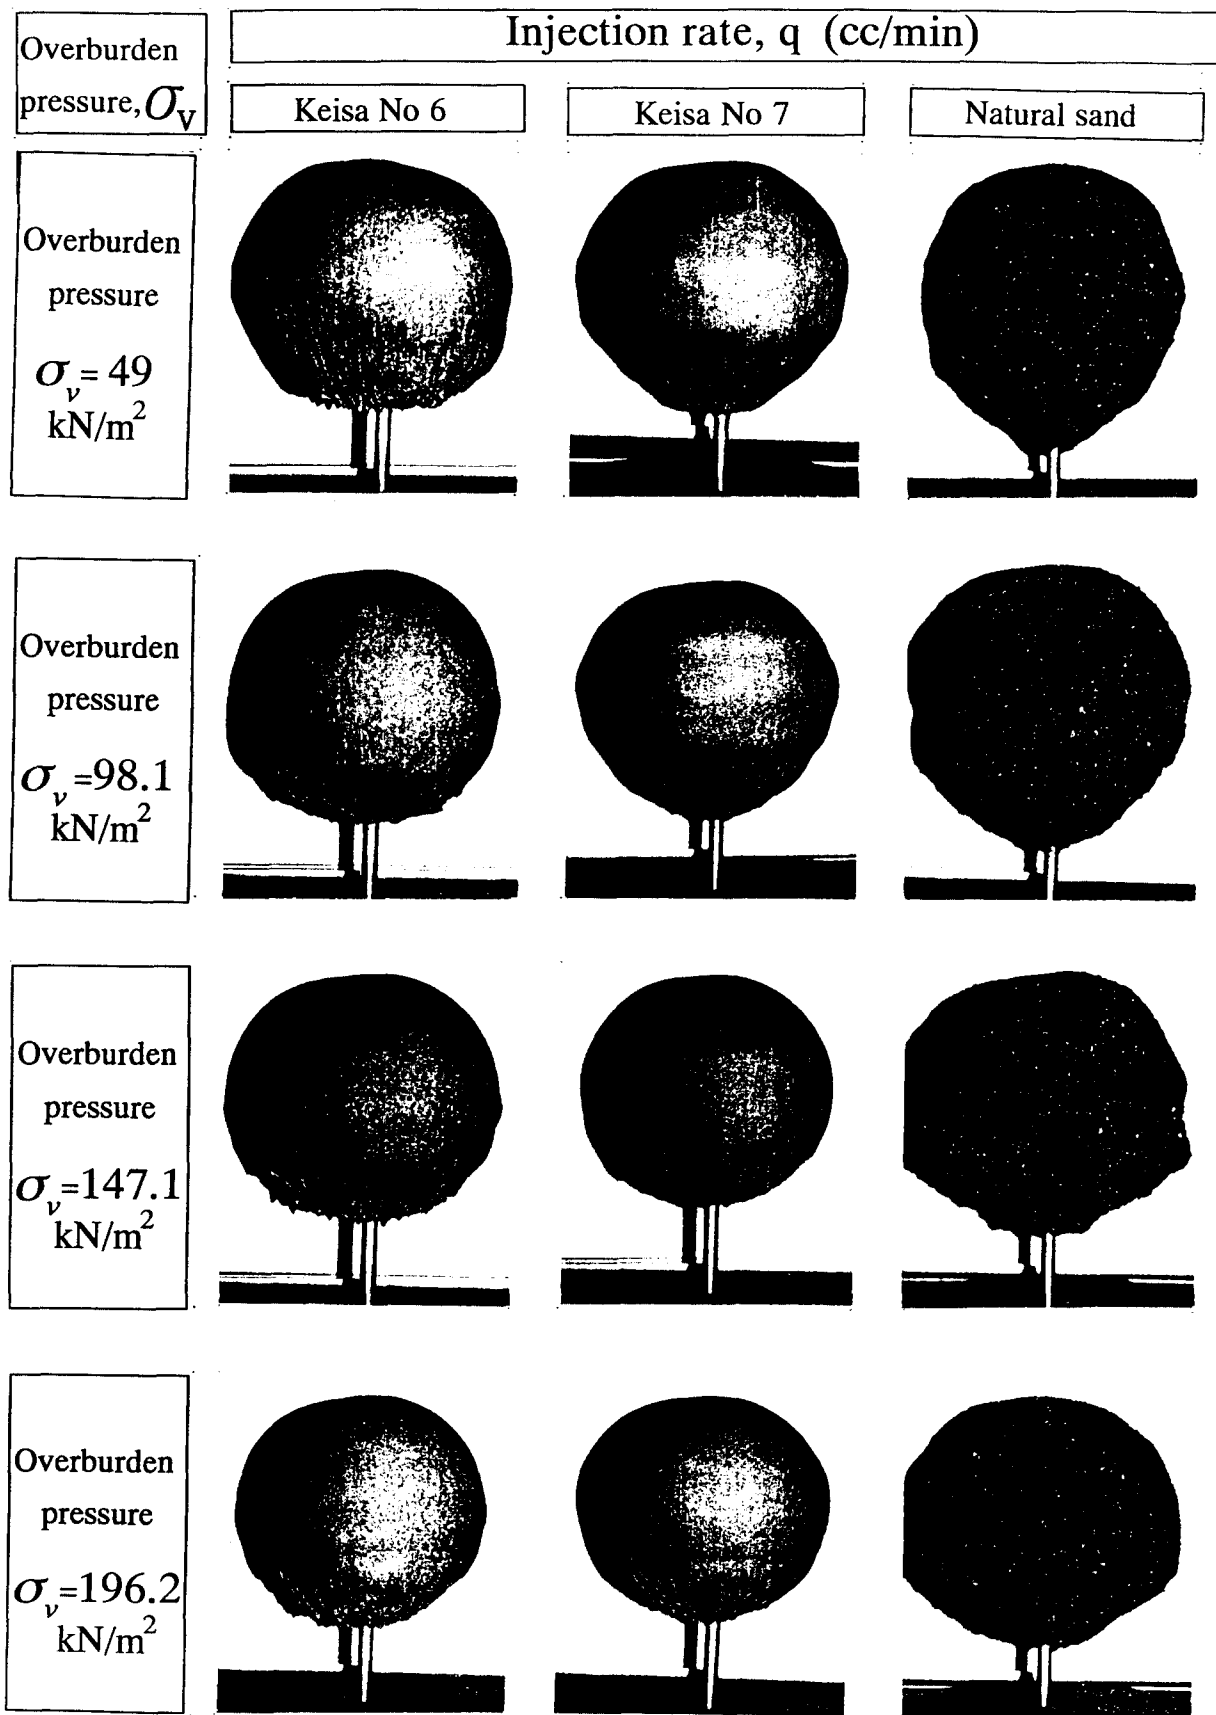 Overburden
pressure, σv
Injection rate, q (cc/min)
Keisa No 6
Keisa No 7
Natural sand
Overburden
pressure
σv= 49
kN/m²
Overburden
pressure
σv=98.1
kN/m²
Overburden
pressure
σv=147.1
kN/m²
Overburden
pressure
σv=196.2
kN/m²